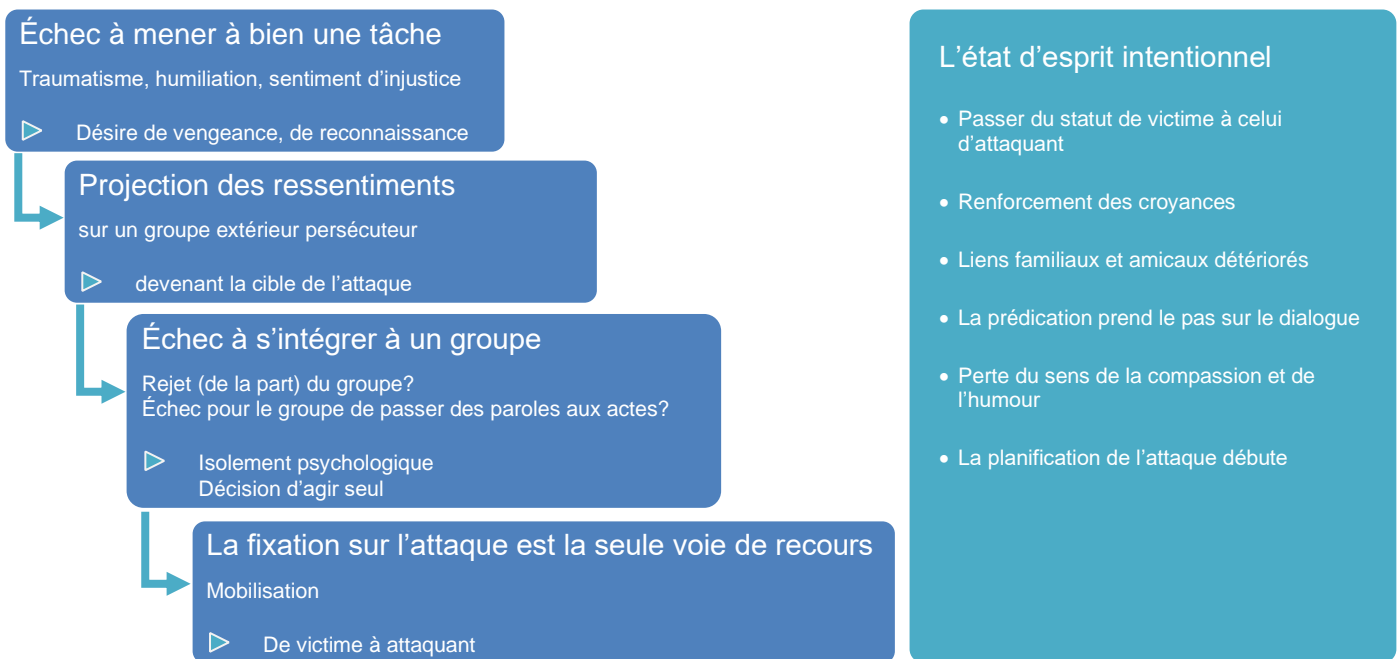 Échec à mener à bien une tâche
Traumatisme, humiliation, sentiment d'injustice
Désire de vengeance, de reconnaissance
Projection des ressentiments
sur un groupe extérieur persécuteur
devenant la cible de l'attaque
Échec à s'intégrer à un groupe
Rejet (de la part) du groupe?
Échec pour le groupe de passer des paroles aux actes?
Isolement psychologique
Décision d'agir seul
La fixation sur l'attaque est la seule voie de recours
Mobilisation
De victime à attaquant
L'état d'esprit intentionnel
• Passer du statut de victime à celui
d'attaquant
• Renforcement des croyances
• Liens familiaux et amicaux détériorés
• La prédication prend le pas sur le dialogue
• Perte du sens de la compassion et de
l'humour
• La planification de l'attaque débute